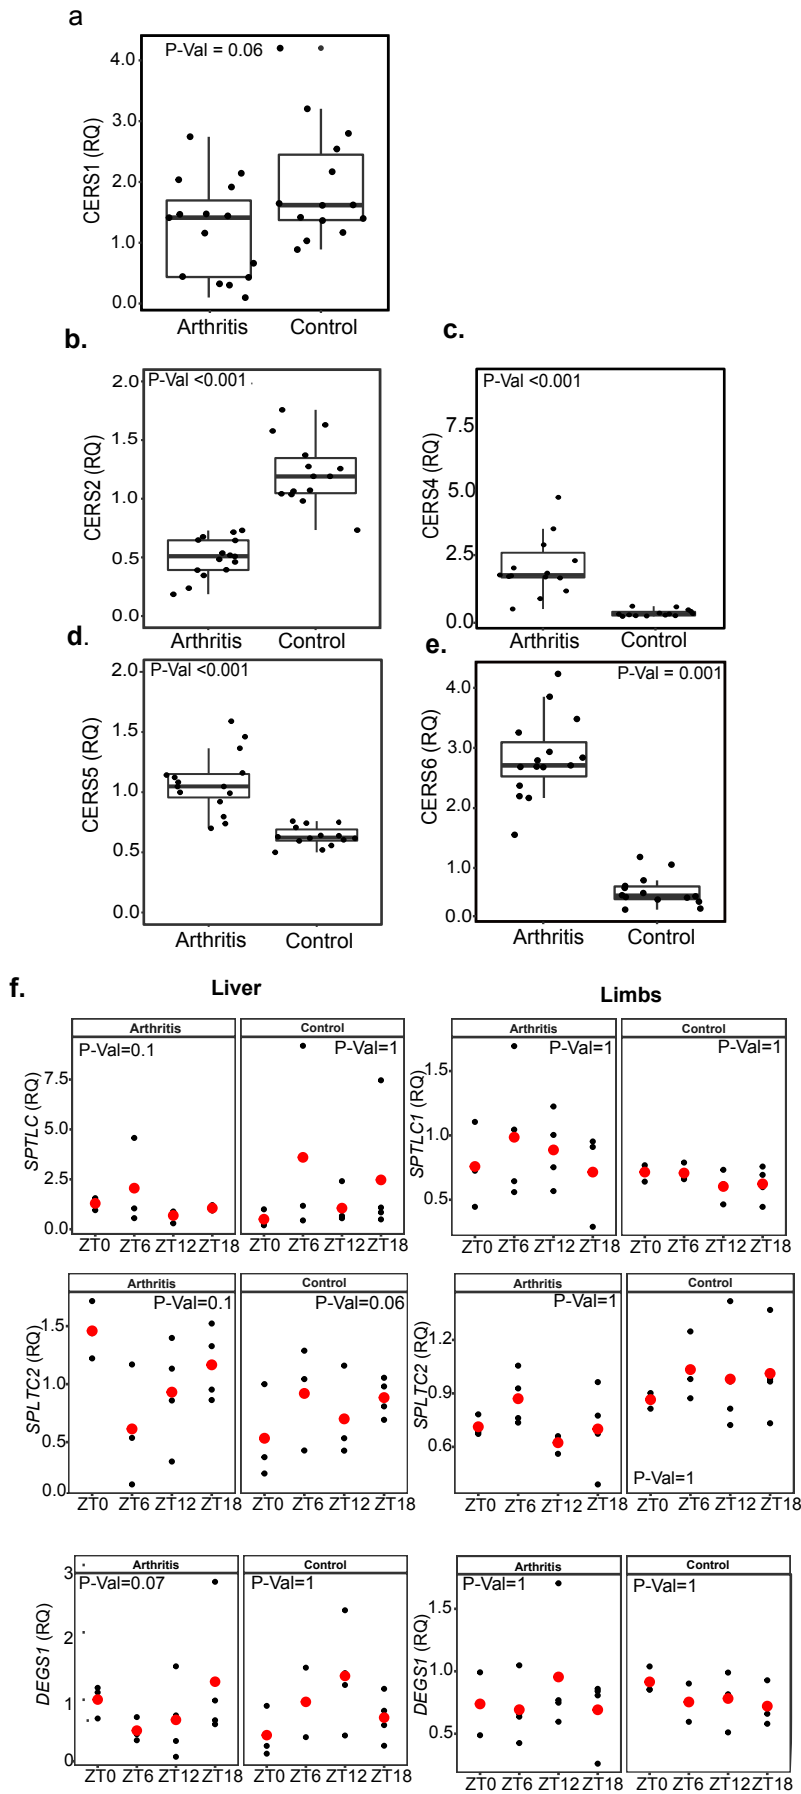 a
P-Val = 0.06
4.0
3.0
2.0
1.0
0.0
CERS1 (RQ)
Arthritis Control
b.
P-Val <0.001
2.0
1.5
1.0
0.5
0.0
CERS2 (RQ)
Arthritis Control
c.
P-Val <0.001
7.5
5.0
2.5
0.0
CERS4 (RQ)
Arthritis Control
d.
P-Val <0.001
2.0
1.5
1.0
0.5
0.0
CERS5 (RQ)
Arthritis Control
e.
P-Val = 0.001
4.0
3.0
2.0
1.0
0.0
CERS6 (RQ)
Arthritis Control
f.
Liver
Arthritis Control
P-Val=0.1 P-Val=1
7.5
5.0
2.5
0.0
SPTLC (RQ)
ZT0 ZT6 ZT12 ZT18 ZT0 ZT6 ZT12 ZT18
Limbs
Arthritis Control
P-Val=1 P-Val=1
1.5
1.0
0.5
SPTLC1 (RQ)
ZT0 ZT6 ZT12 ZT18 ZT0 ZT6 ZT12 ZT18
Arthritis Control
P-Val=0.1 P-Val=0.06
1.5
1.0
0.5
0.0
SPLTC2 (RQ)
ZT0 ZT6 ZT12 ZT18 ZT0 ZT6 ZT12 ZT18
Arthritis Control
P-Val=1
1.2
0.9
0.6
P-Val=1
SPLTC2 (RQ)
ZT0 ZT6 ZT12 ZT18 ZT0 ZT6 ZT12 ZT18
Arthritis Control
P-Val=0.07 P-Val=1
3
2
1
0
DEGS1 (RQ)
ZT0 ZT6 ZT12 ZT18 ZT0 ZT6 ZT12 ZT18
Arthritis Control
P-Val=1 P-Val=1
1.5
1.0
0.5
DEGS1 (RQ)
ZT0 ZT6 ZT12 ZT18 ZT0 ZT6 ZT12 ZT18